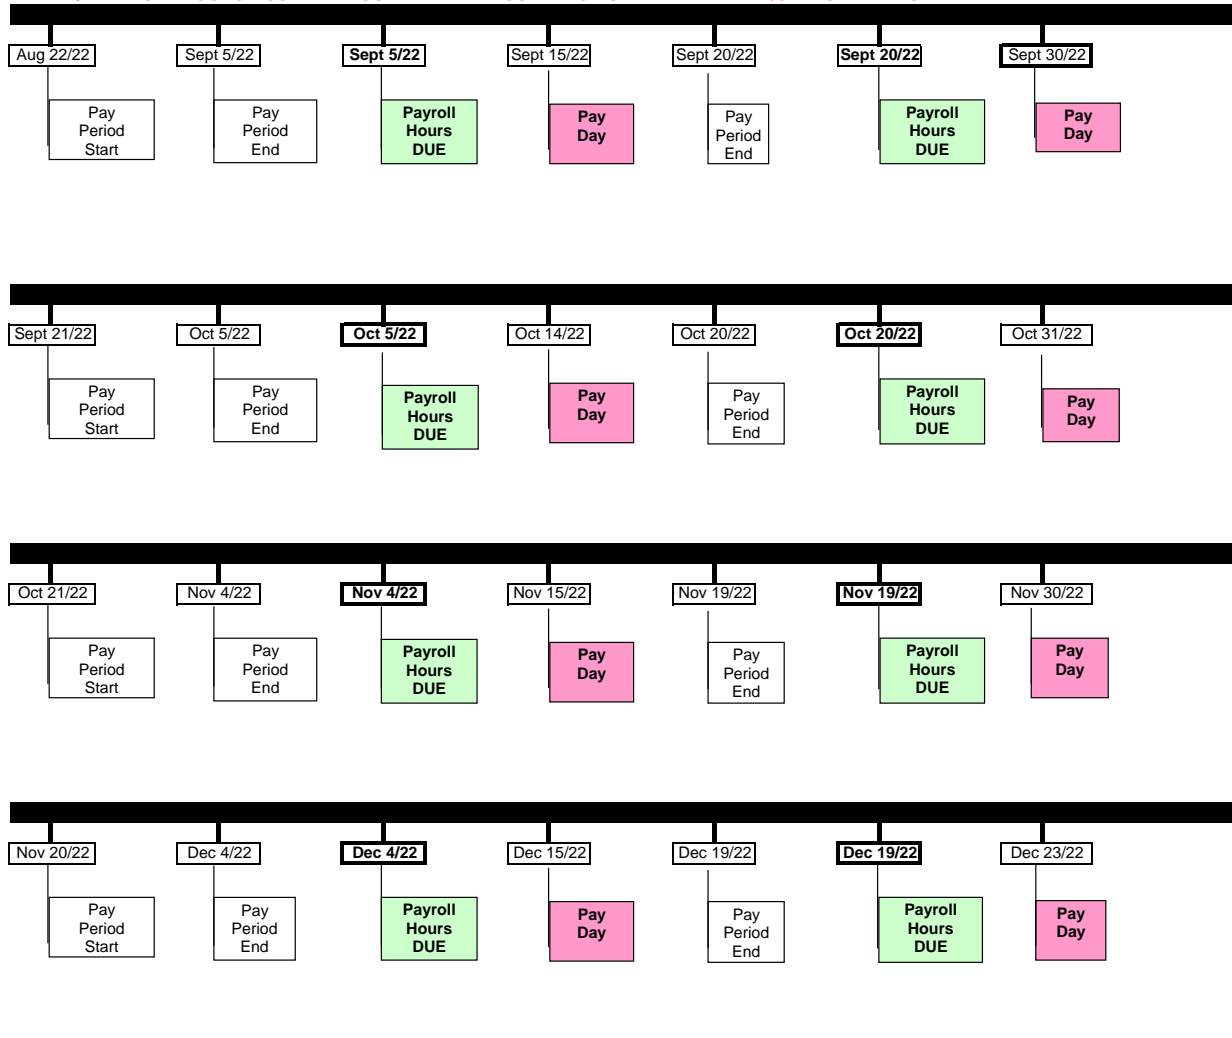 Aug 22/22 Sept 5/22 Sept 5/22 Sept 15/22 Sept 20/22 Sept 20/22 Sept 30/22
Pay
Period
Start
Pay
Period
End
Payroll
Hours
DUE
Pay
Day
Pay
Period
End
Payroll
Hours
DUE
Pay
Day
Sept 21/22 Oct 5/22 Oct 5/22 Oct 14/22 Oct 20/22 Oct 20/22 Oct 31/22
Pay
Period
Start
Pay
Period
End
Payroll
Hours
DUE
Pay
Day
Pay
Period
End
Payroll
Hours
DUE
Pay
Day
Oct 21/22 Nov 4/22 Nov 4/22 Nov 15/22 Nov 19/22 Nov 19/22 Nov 30/22
Pay
Period
Start
Pay
Period
End
Payroll
Hours
DUE
Pay
Day
Pay
Period
End
Payroll
Hours
DUE
Pay
Day
Nov 20/22 Dec 4/22 Dec 4/22 Dec 15/22 Dec 19/22 Dec 19/22 Dec 23/22
Pay
Period
Start
Pay
Period
End
Payroll
Hours
DUE
Pay
Day
Pay
Period
End
Payroll
Hours
DUE
Pay
Day